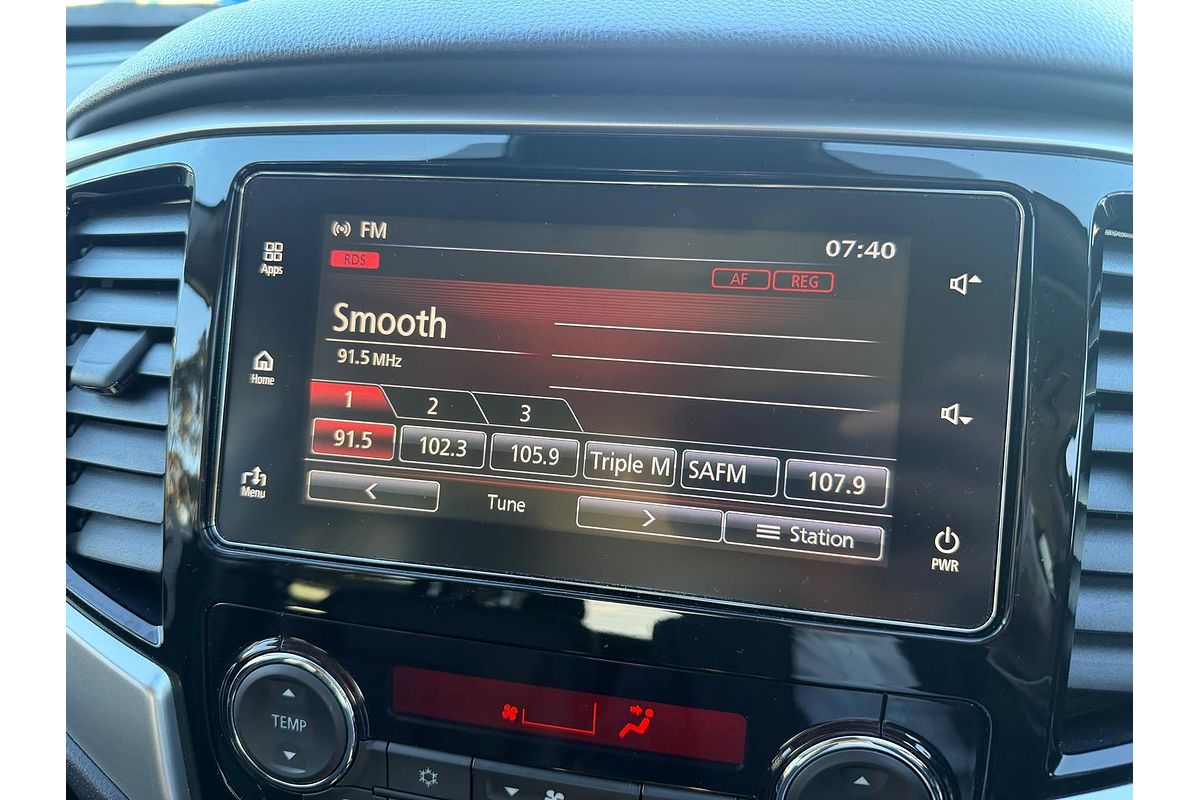 FM
07:40
RDS
AF REG
Apps
Smooth
91.5 MHz
Home
1 2 3
91.5 102.3 105.9 Triple M SAFM 107.9
Menu
< Tune > Station
PWR
TEMP